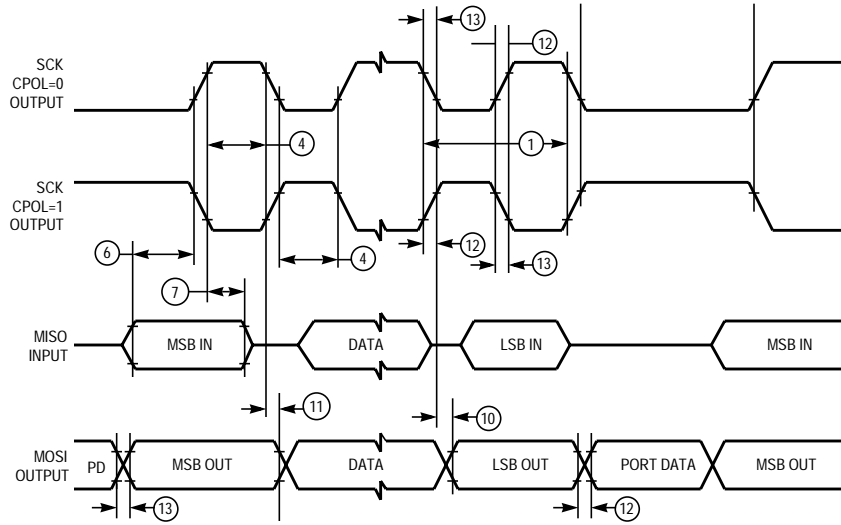 13
12
SCK
CPOL=0
OUTPUT
4
1
SCK
CPOL=1
OUTPUT
6
4
12
13
7
MISO
INPUT
MSB IN
DATA
LSB IN
MSB IN
11
10
MOSI
OUTPUT
PD
MSB OUT
DATA
LSB OUT
PORT DATA
MSB OUT
13
12